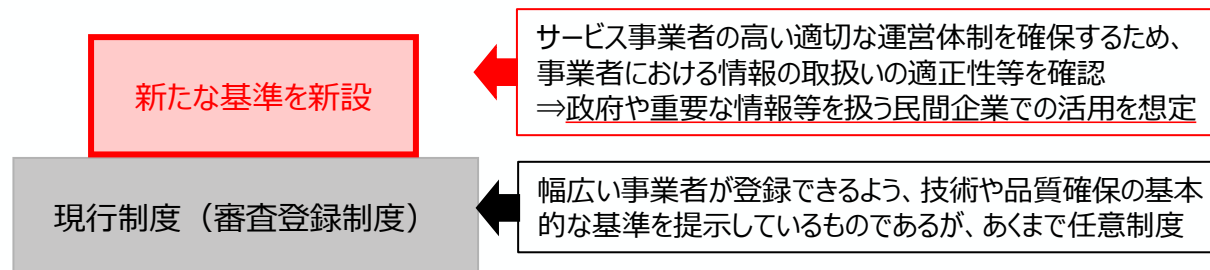 新たな基準を新設
サービス事業者の高い適切な運営体制を確保するため、
事業者における情報の取扱いの適正性等を確認
⇒政府や重要な情報等を扱う民間企業での活用を想定
現行制度（審査登録制度）
幅広い事業者が登録できるよう、技術や品質確保の基本
的な基準を提示しているものであるが、あくまで任意制度